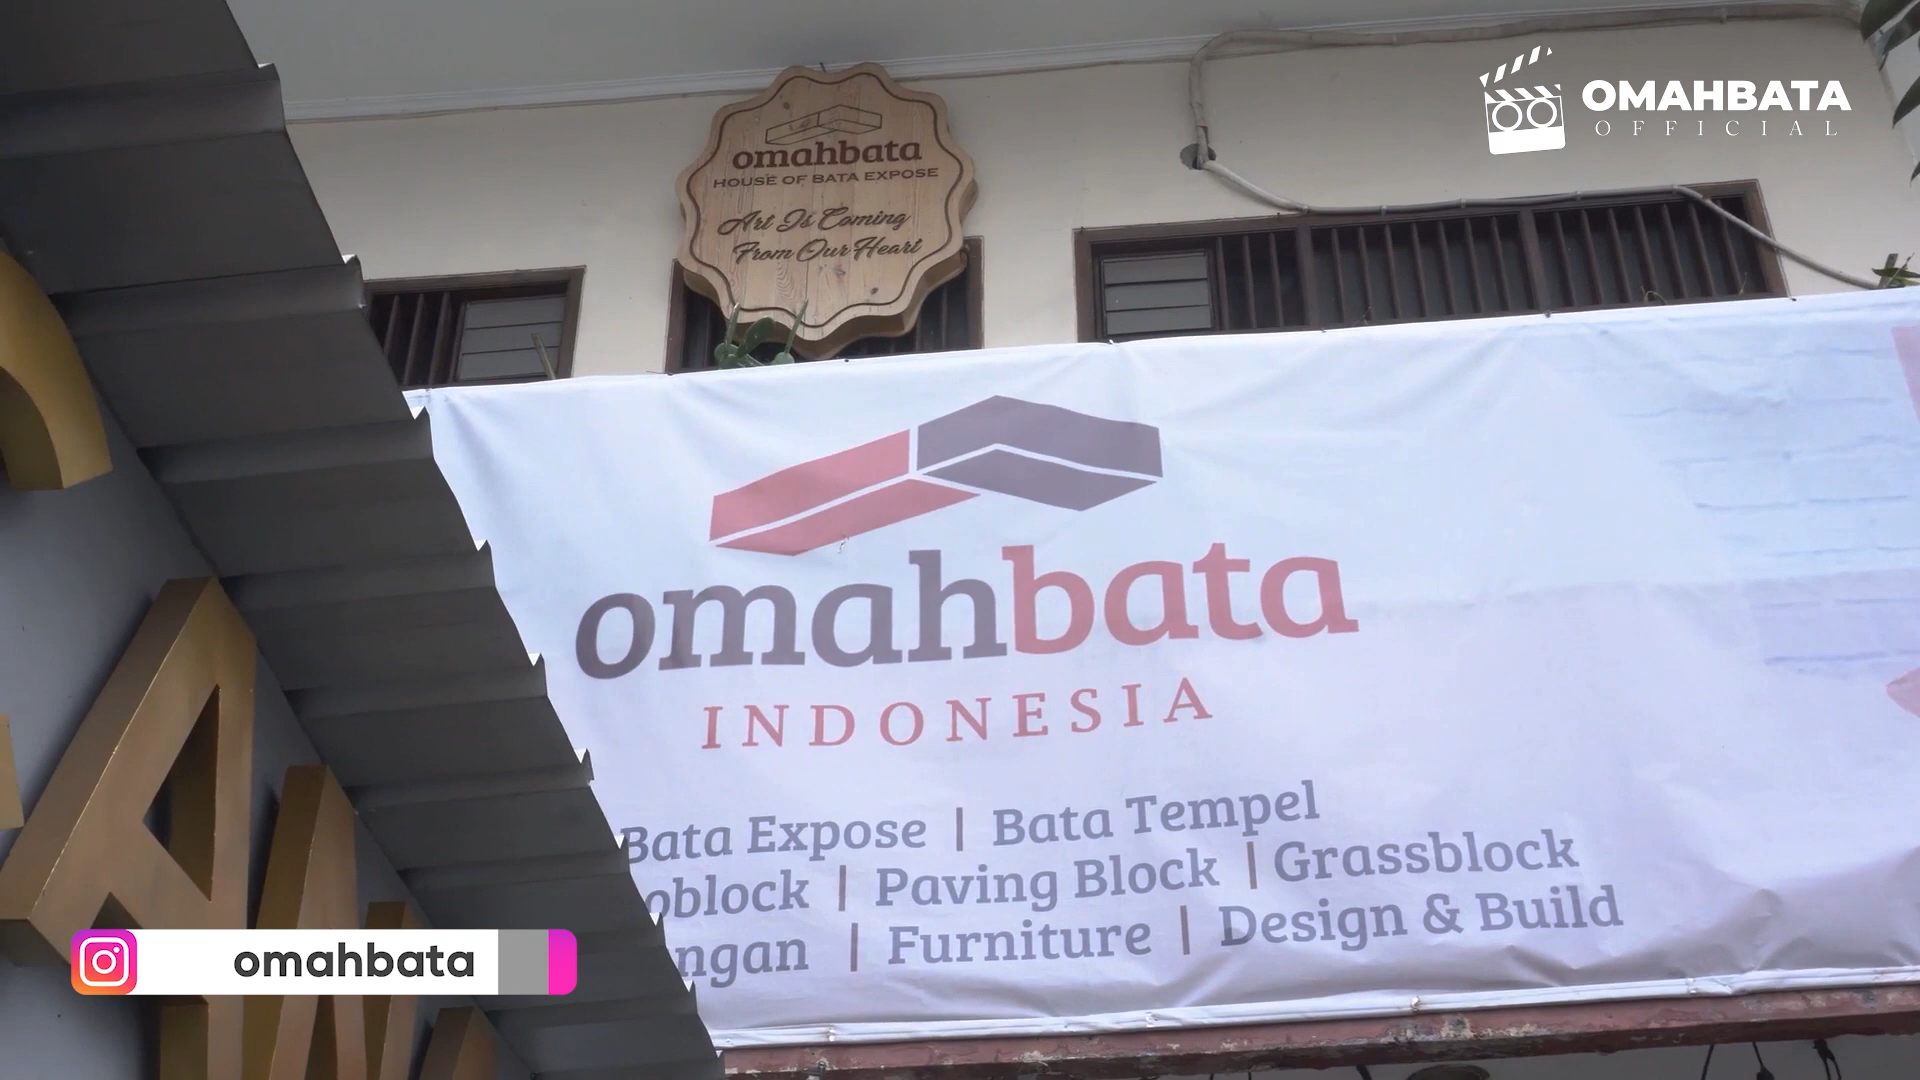 OMAHBATA
OFFICIAL
omahbata
HOUSE OF BATA EXPOSE
Art Is Coming
From Our Heart
omahbata
INDONESIA
Bata Expose | Bata Tempel
| Paving Block | Grassblock
| Furniture | Design & Build
omahbata